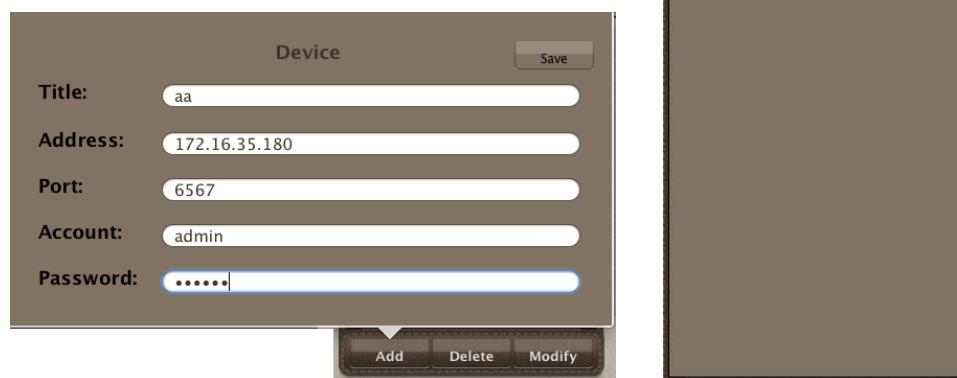 Device
Save
Title: aa
Address: 172.16.35.180
Port: 6567
Account: admin
Password: ••••••
Add Delete Modify